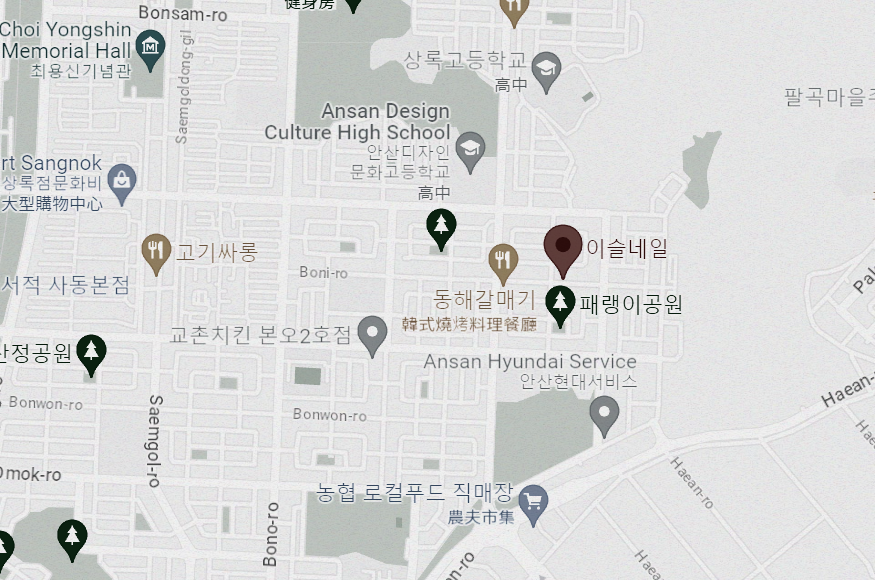 健身房
Bonsam-ro
Choi Yongshin
Memorial Hall
최용신기념관
Saemgoldong-gil
상록고등학교
高中
팔곡마을주
Ansan Design
Culture High School
안산디자인
문화고등학교
高中
rt Sangnok
상록점문화비
大型購物中心
고기싸롱
이슬네일
Boni-ro
서적 사동본점
동해갈매기
韓式燒烤料理餐廳
패랭이공원
교촌치킨 본오2호점
산정공원
Ansan Hyundai Service
안산현대서비스
Haean-ro
Bonwon-ro
Bonwon-ro
Saemgol-ro
Omok-ro
Haean-ro
농협 로컬푸드 직매장
農夫市集
Bono-ro